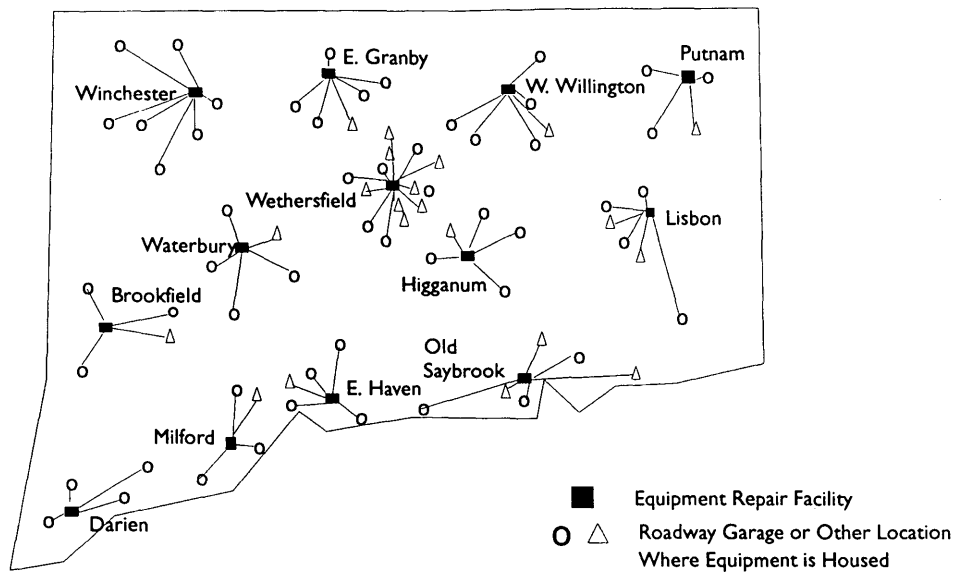 E. Granby
Putnam
Winchester
W. Willington
Wethersfield
Lisbon
Waterbury
Higganum
Brookfield
Old
Saybrook
E. Haven
Milford
Darien
Equipment Repair Facility
Roadway Garage or Other Location
Where Equipment is Housed